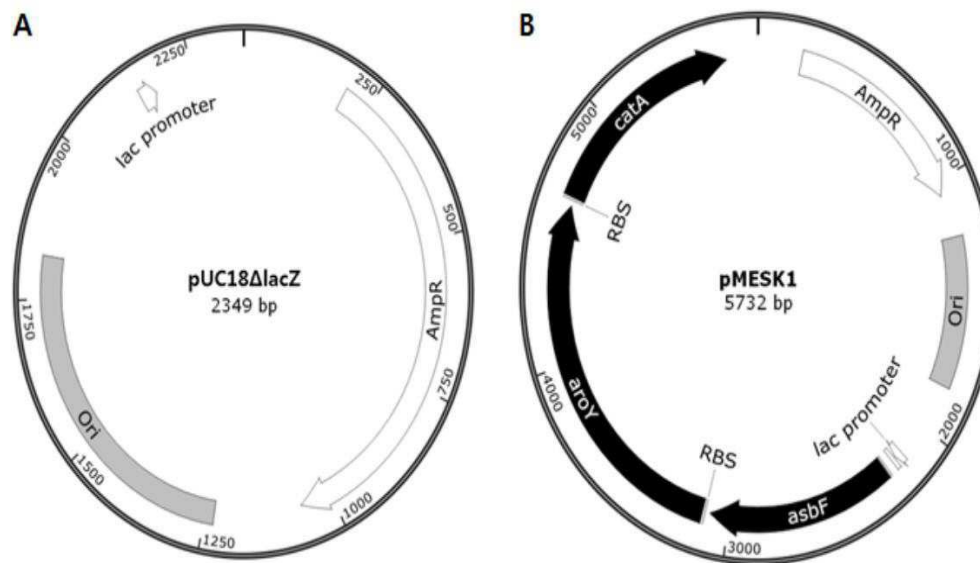 A
2250
250
lac promoter
2000
500
pUC18ΔlacZ
2349 bp
AmpR
1750
750
Ori
1500
1000
1250
B
5000
catA
AmpR
1000
RBS
pMESK1
5732 bp
Ori
4000
aroY
lac promoter
2000
RBS
asbF
3000